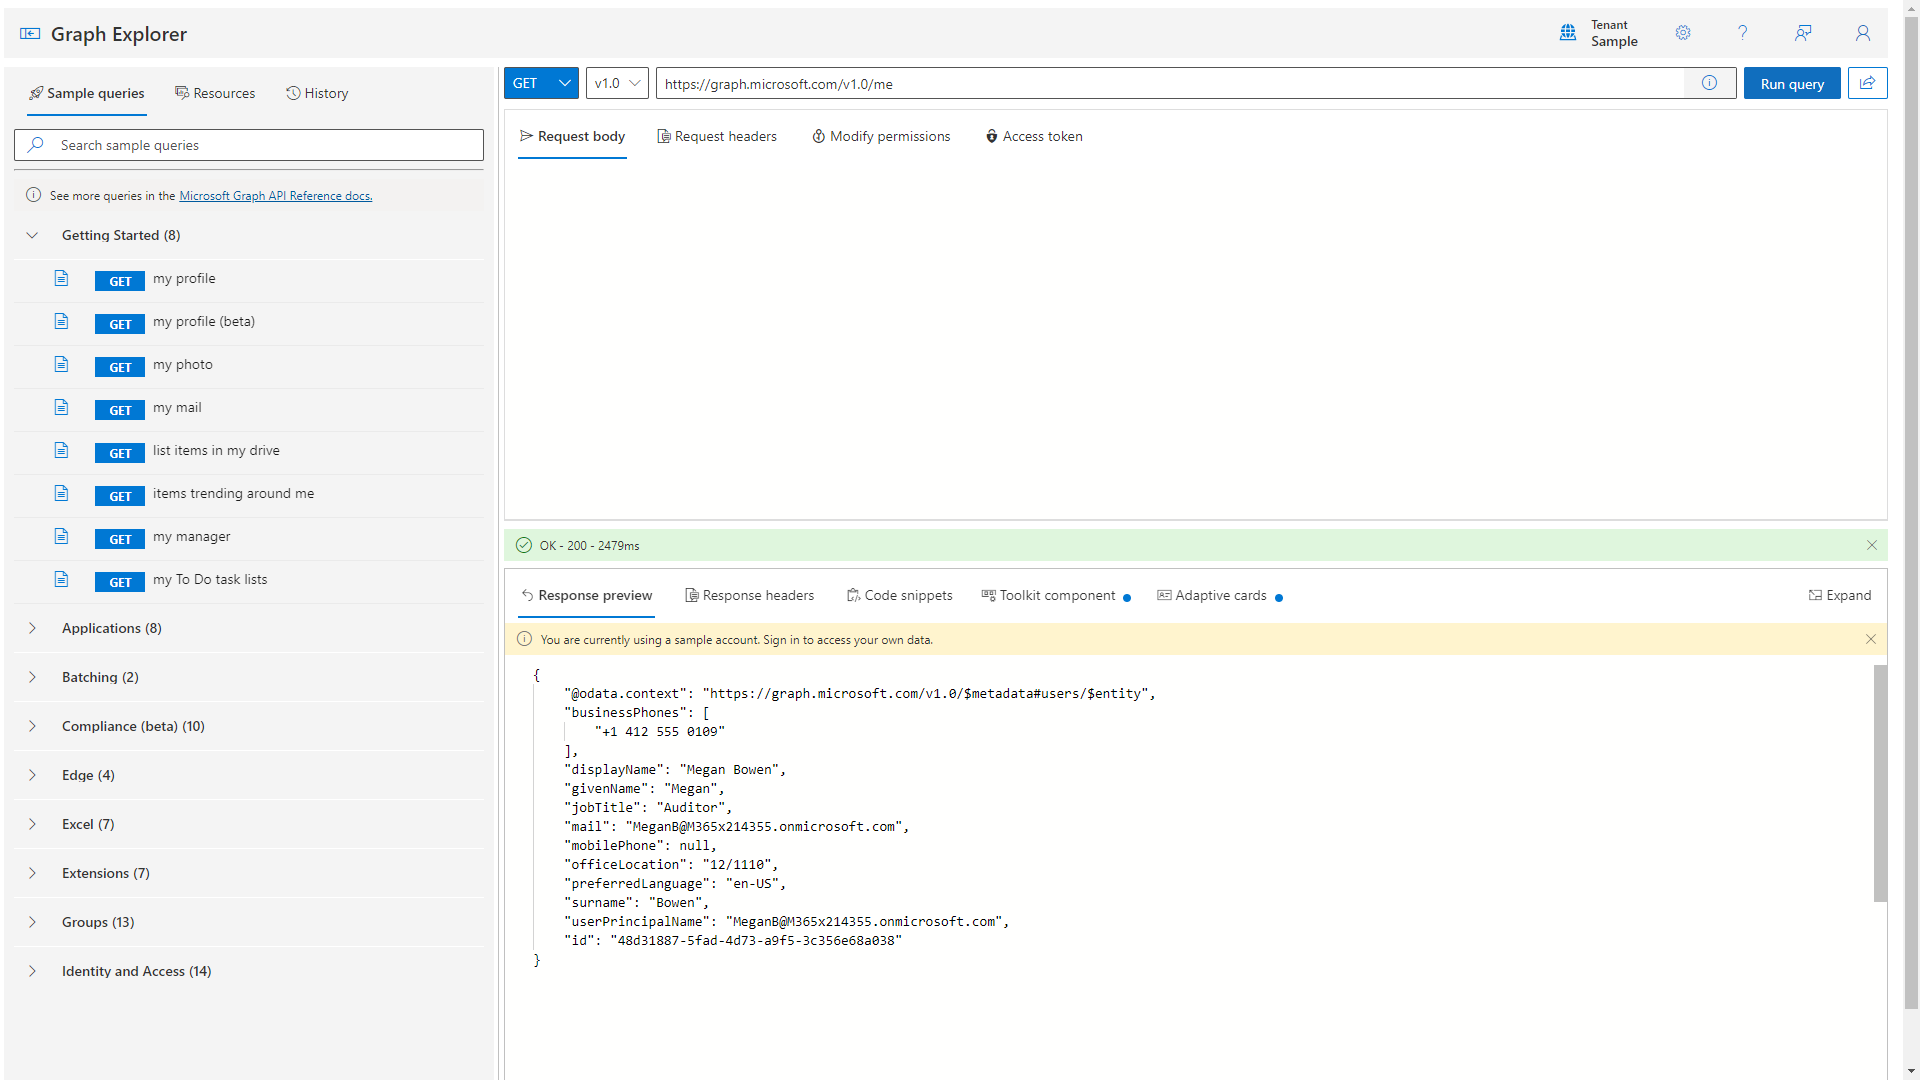 Graph Explorer
Tenant
Sample
Sample queries
Resources
History
Search sample queries
See more queries in the Microsoft Graph API Reference docs.
Getting Started (8)
GET my profile
GET my profile (beta)
GET my photo
GET my mail
GET list items in my drive
GET items trending around me
GET my manager
GET my To Do task lists
Applications (8)
Batching (2)
Compliance (beta) (10)
Edge (4)
Excel (7)
Extensions (7)
Groups (13)
Identity and Access (14)
GET
v1.0
https://graph.microsoft.com/v1.0/me
Run query
Request body
Request headers
Modify permissions
Access token
OK - 200 - 2479ms
Response preview
Response headers
Code snippets
Toolkit component
Adaptive cards
Expand
You are currently using a sample account. Sign in to access your own data.
{
"@odata.context": "https://graph.microsoft.com/v1.0/$metadata#users/$entity",
"businessPhones": [
"+1 412 555 0109"
],
"displayName": "Megan Bowen",
"givenName": "Megan",
"jobTitle": "Auditor",
"mail": "MeganB@M365x214355.onmicrosoft.com",
"mobilePhone": null,
"officeLocation": "12/1110",
"preferredLanguage": "en-US",
"surname": "Bowen",
"userPrincipalName": "MeganB@M365x214355.onmicrosoft.com",
"id": "48d31887-5fad-4d73-a9f5-3c356e68a038"
}